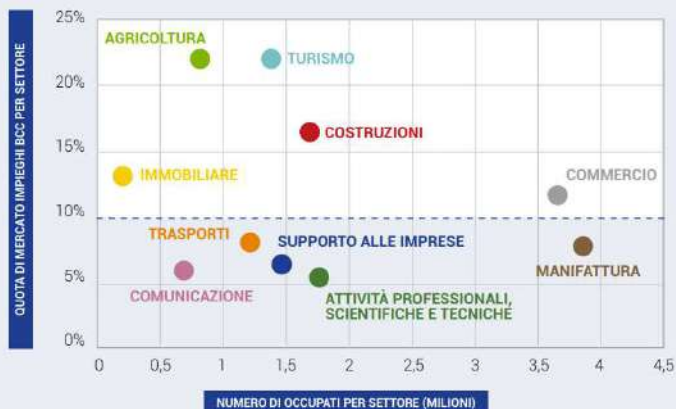 QUOTA DI MERCATO IMPIEGHI BCC PER SETTORE
25%
20%
15%
10%
5%
0%
AGRICOLTURA
TURISMO
COSTRUZIONI
IMMOBILIARE
COMMERCIO
TRASPORTI
SUPPORTO ALLE IMPRESE
MANIFATTURA
COMUNICAZIONE
ATTIVITÀ PROFESSIONALI,
SCIENTIFICHE E TECNICHE
0 0,5 1 1,5 2 2,5 3 3,5 4 4,5
NUMERO DI OCCUPATI PER SETTORE (MILIONI)